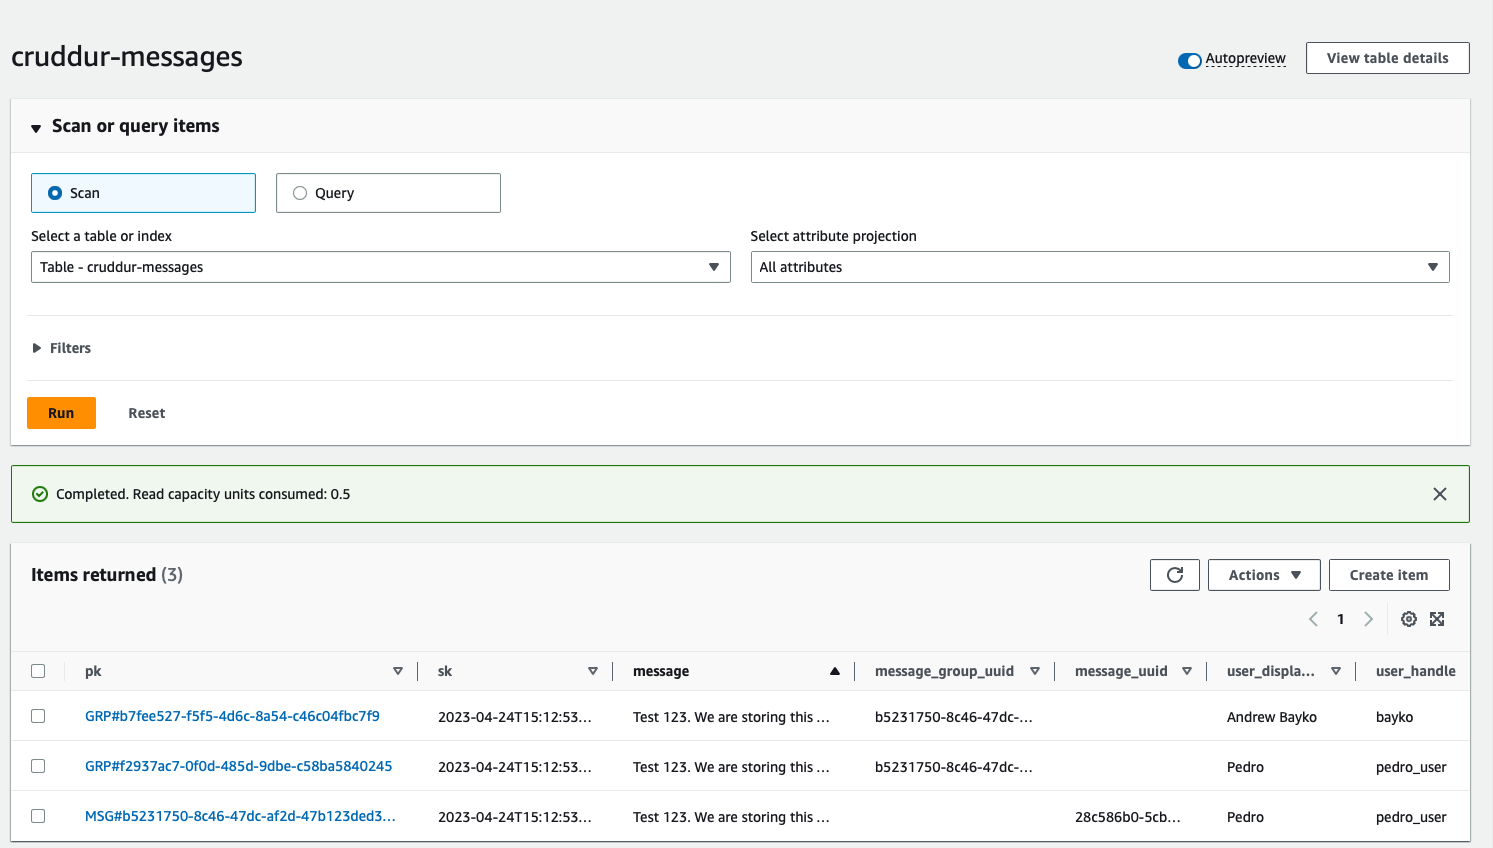 cruddur-messages
Autopreview
View table details
Scan or query items
Scan
Query
Select a table or index
Select attribute projection
Table - cruddur-messages
All attributes
Filters
Run
Reset
Completed. Read capacity units consumed: 0.5
Items returned (3)
Actions
Create item
1
pk sk message message_group_uuid message_uuid user_displa... user_handle
GRP#b7fee527-f5f5-4d6c-8a54-c46c04fbc7f9 2023-04-24T15:12:53... Test 123. We are storing this ... b5231750-8c46-47dc-... Andrew Bayko bayko
GRP#f2937ac7-0f0d-485d-9dbe-c58ba5840245 2023-04-24T15:12:53... Test 123. We are storing this ... b5231750-8c46-47dc-... Pedro pedro_user
MSG#b5231750-8c46-47dc-af2d-47b123ded3... 2023-04-24T15:12:53... Test 123. We are storing this ... 28c586b0-5cb... Pedro pedro_user